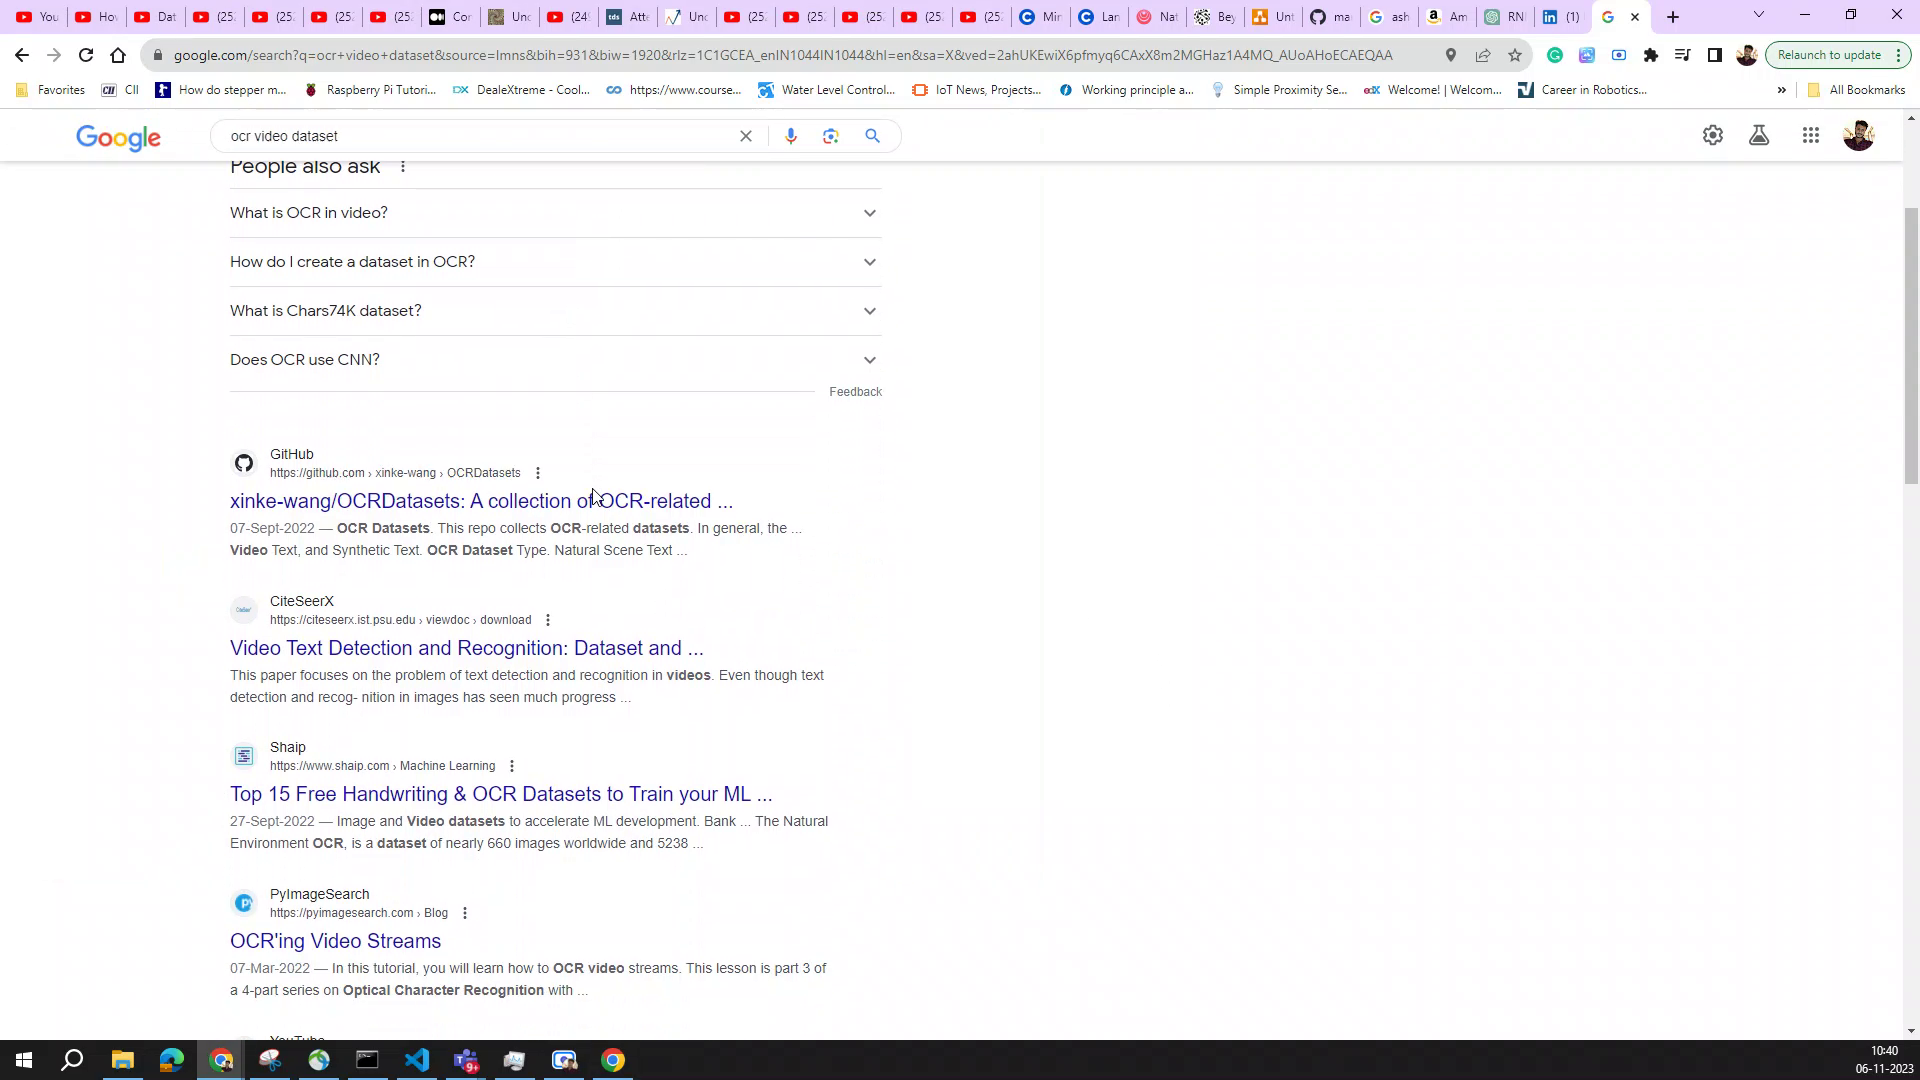 You
Hov
Dat
(252
(252
(252
(252
Cor
Unc
(249
Atte
Unc
(252
(252
(252
(252
(252
Mir
Lan
Nat
Bey
Unt
ma
ash
Am
RN
(1)
google.com/search?q=ocr+video+dataset&source=lmns&bih=931&biw=1920&rlz=1C1GCEA_enIN1044IN1044&hl=en&sa=X&ved=2ahUKEwiX6pfmyq6CAxX8m2MGHaz1A4MQ_AUoAHoECAEQAA
Relaunch to update
Favorites
CII
How do stepper m...
Raspberry Pi Tutori...
DealeXtreme - Cool...
https://www.course...
Water Level Control...
IoT News, Projects...
Working principle a...
Simple Proximity Se...
Welcome! | Welcom...
Career in Robotics...
All Bookmarks
Google
ocr video dataset
People also ask
What is OCR in video?
How do I create a dataset in OCR?
What is Chars74K dataset?
Does OCR use CNN?
Feedback
GitHub
https://github.com › xinke-wang › OCRDatasets
xinke-wang/OCRDatasets: A collection of OCR-related ...
07-Sept-2022 — OCR Datasets. This repo collects OCR-related datasets. In general, the ...
Video Text, and Synthetic Text. OCR Dataset Type. Natural Scene Text ...
CiteSeerX
https://citeseerx.ist.psu.edu › viewdoc › download
Video Text Detection and Recognition: Dataset and ...
This paper focuses on the problem of text detection and recognition in videos. Even though text
detection and recog- nition in images has seen much progress ...
Shaip
https://www.shaip.com › Machine Learning
Top 15 Free Handwriting & OCR Datasets to Train your ML ...
27-Sept-2022 — Image and Video datasets to accelerate ML development. Bank ... The Natural
Environment OCR, is a dataset of nearly 660 images worldwide and 5238 ...
PyImageSearch
https://pyimagesearch.com › Blog
OCR'ing Video Streams
07-Mar-2022 — In this tutorial, you will learn how to OCR video streams. This lesson is part 3 of
a 4-part series on Optical Character Recognition with ...
YouTube
10:40
06-11-2023